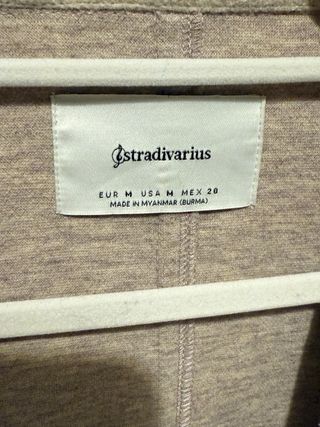 stradivarius
EUR M USA M MEX 28
MADE IN MYANMAR (BURMA)